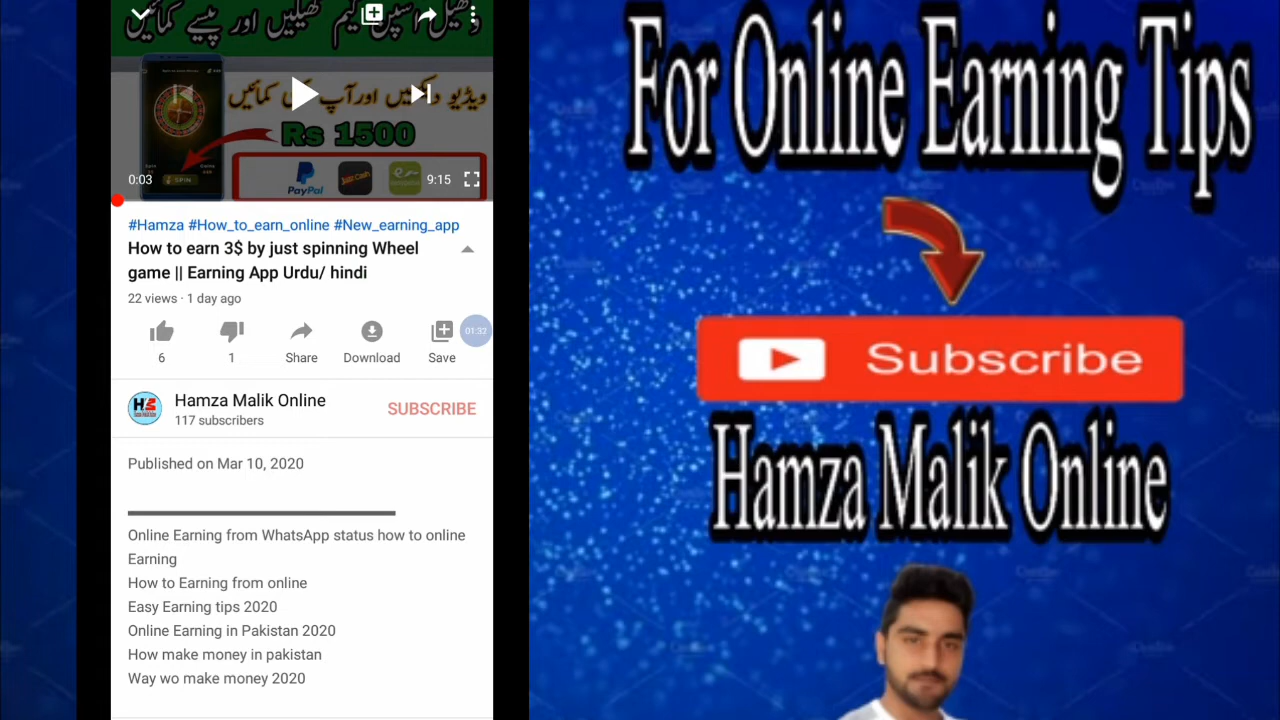 اسپن گیم کھیلیں اور پیسے کمائیں
ویڈیو دیکھیں اور آپ کمائیں
Rs 1500
SPIN
PayPal
0:03
9:15
#Hamza #How_to_earn_online #New_earning_app
How to earn 3$ by just spinning Wheel
game || Earning App Urdu/ hindi
22 views · 1 day ago
01:32
6
1
Share
Download
Save
Hamza Malik Online
117 subscribers
SUBSCRIBE
Published on Mar 10, 2020
Online Earning from WhatsApp status how to online
Earning
How to Earning from online
Easy Earning tips 2020
Online Earning in Pakistan 2020
How make money in pakistan
Way wo make money 2020
For Online Earning Tips
Subscribe
Hamza Malik Online